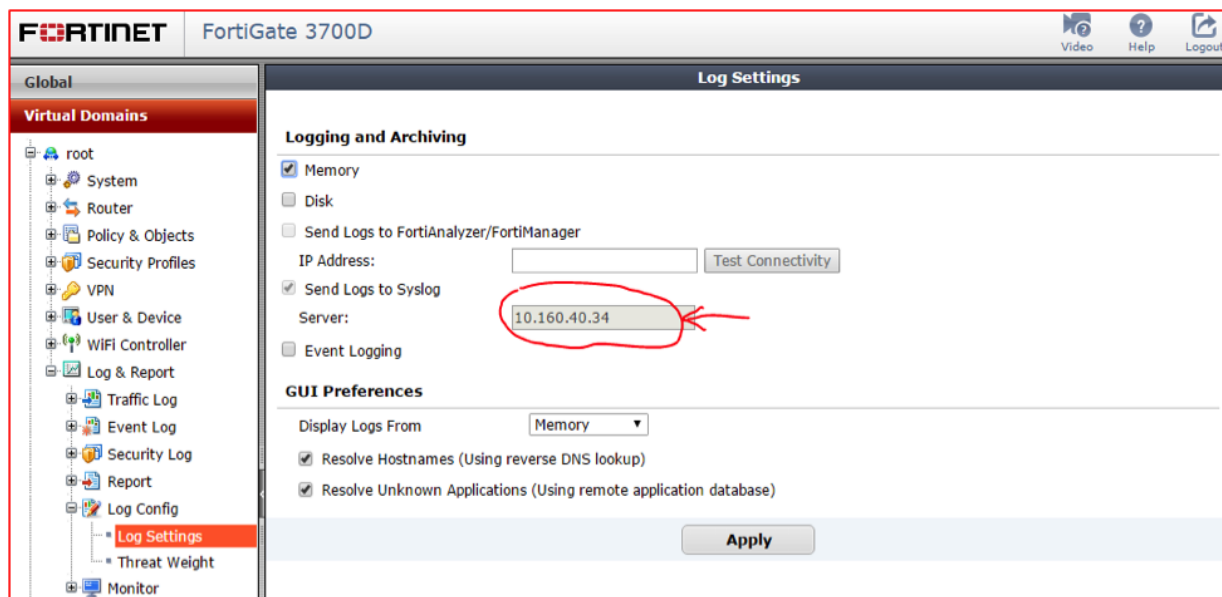 FORTINET FortiGate 3700D Video Help Logout
Global
Virtual Domains
root
System
Router
Policy & Objects
Security Profiles
VPN
User & Device
WiFi Controller
Log & Report
Traffic Log
Event Log
Security Log
Report
Log Config
Log Settings
Threat Weight
Monitor
Log Settings
Logging and Archiving
Memory
Disk
Send Logs to FortiAnalyzer/FortiManager
IP Address: Test Connectivity
Send Logs to Syslog
Server: 10.160.40.34
Event Logging
GUI Preferences
Display Logs From Memory
Resolve Hostnames (Using reverse DNS lookup)
Resolve Unknown Applications (Using remote application database)
Apply